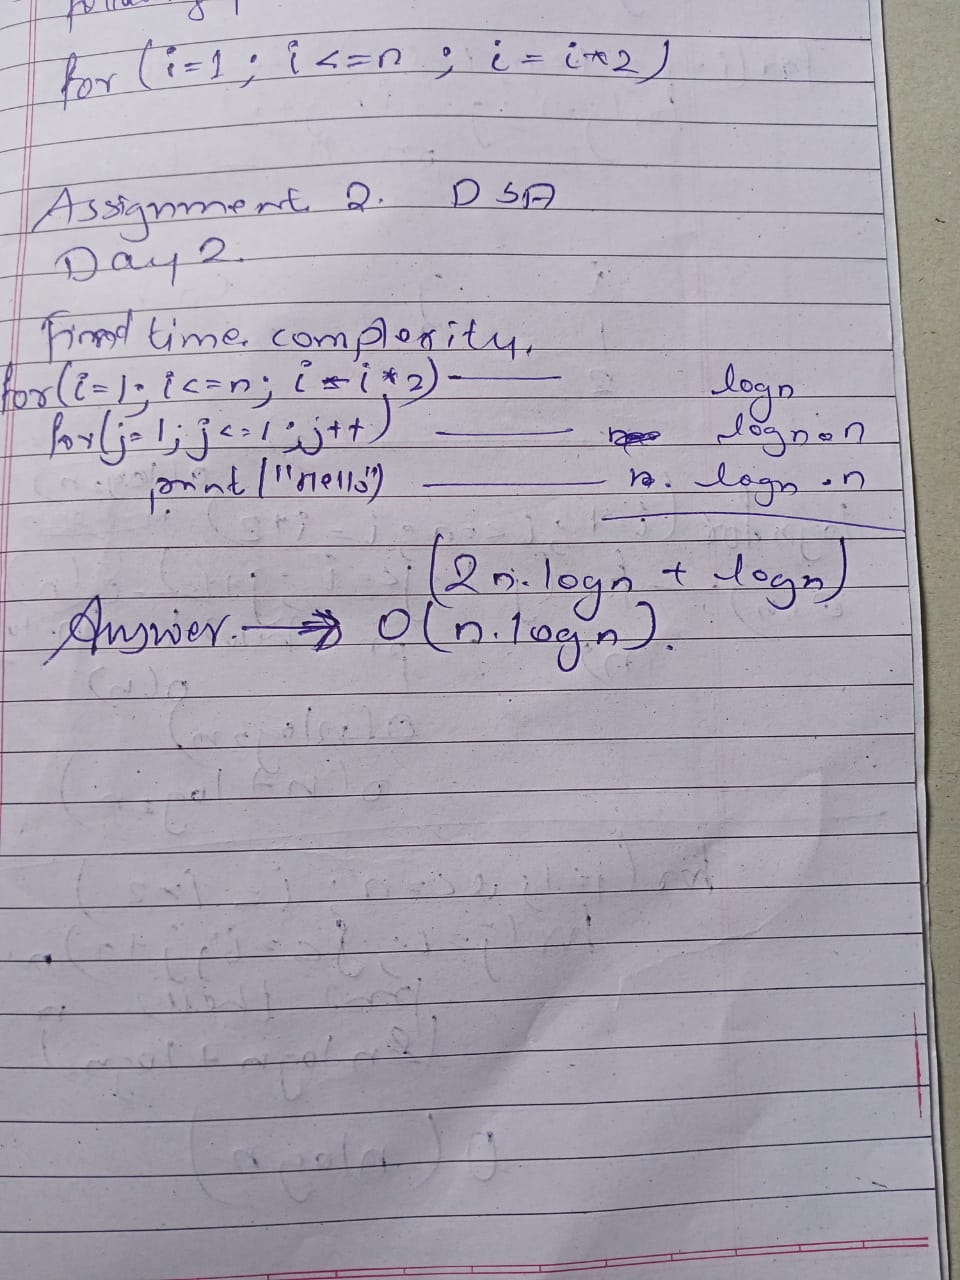 for (i=1; i<=n; i = i*2)
Assignment 2. DSA
Day 2.
Find time complexity.
for(i=1; i<=n; i = i*2) — logn
for(j=1; j<=1; j++) — logn.n
print("Hello") — n. logn.n
(2n.logn + logn)
Answer. → O(n.logn).